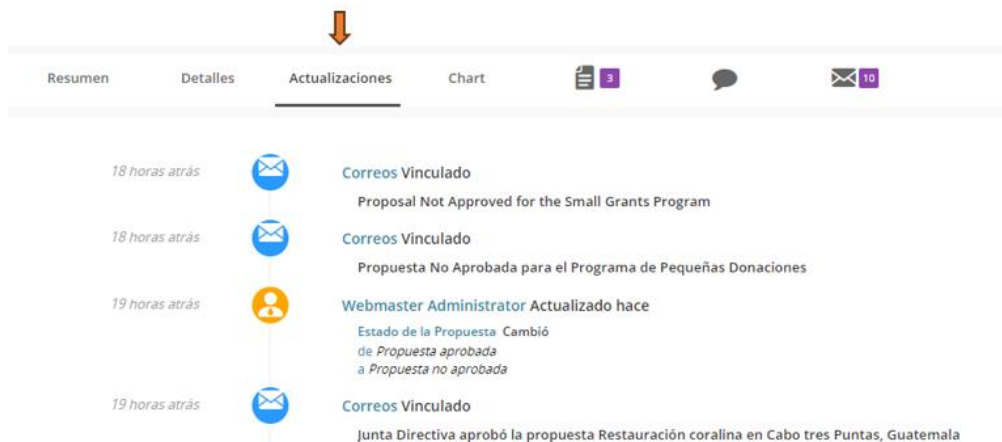 Resumen Detalles Actualizaciones Chart 3 10
18 horas atrás Correos Vinculado
Proposal Not Approved for the Small Grants Program
18 horas atrás Correos Vinculado
Propuesta No Aprobada para el Programa de Pequeñas Donaciones
19 horas atrás Webmaster Administrator Actualizado hace
Estado de la Propuesta Cambió
de Propuesta aprobada
a Propuesta no aprobada
19 horas atrás Correos Vinculado
Junta Directiva aprobó la propuesta Restauración coralina en Cabo tres Puntas, Guatemala